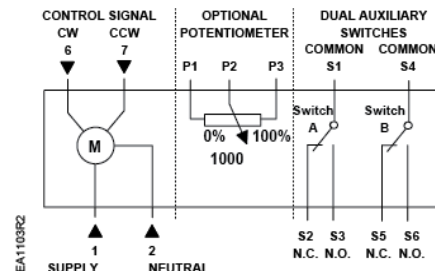 CONTROL SIGNAL
CW CCW
6 7
OPTIONAL
POTENTIOMETER
P1 P2 P3
0% 100%
1000
DUAL AUXILIARY
SWITCHES
COMMON COMMON
S1 S4
Switch
A
Switch
B
M
1 2
SUPPLY NEUTRAL
S2 S3 S5 S6
N.C. N.O. N.C. N.O.
EA1103R2